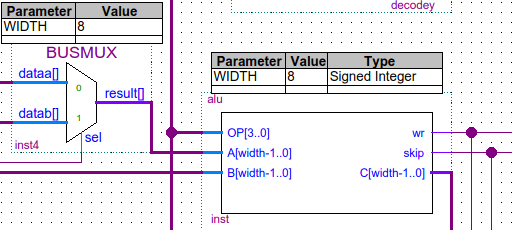 Parameter Value
WIDTH 8
decodey
BUSMUX
dataa[]
0
result[]
datab[]
1
sel
inst4
Parameter Value Type
WIDTH 8 Signed Integer
alu
OP[3..0] wr
A[width-1..0] skip
B[width-1..0] C[width-1..0]
inst